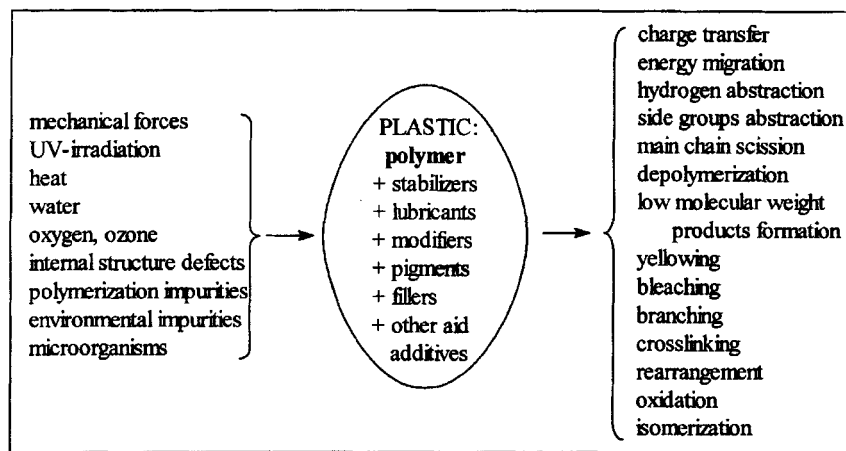 mechanical forces
UV-irradiation
heat
water
oxygen, ozone
internal structure defects
polymerization impurities
environmental impurities
microorganisms
PLASTIC:
polymer
+ stabilizers
+ lubricants
+ modifiers
+ pigments
+ fillers
+ other aid
additives
charge transfer
energy migration
hydrogen abstraction
side groups abstraction
main chain scission
depolymerization
low molecular weight
products formation
yellowing
bleaching
branching
crosslinking
rearrangement
oxidation
isomerization